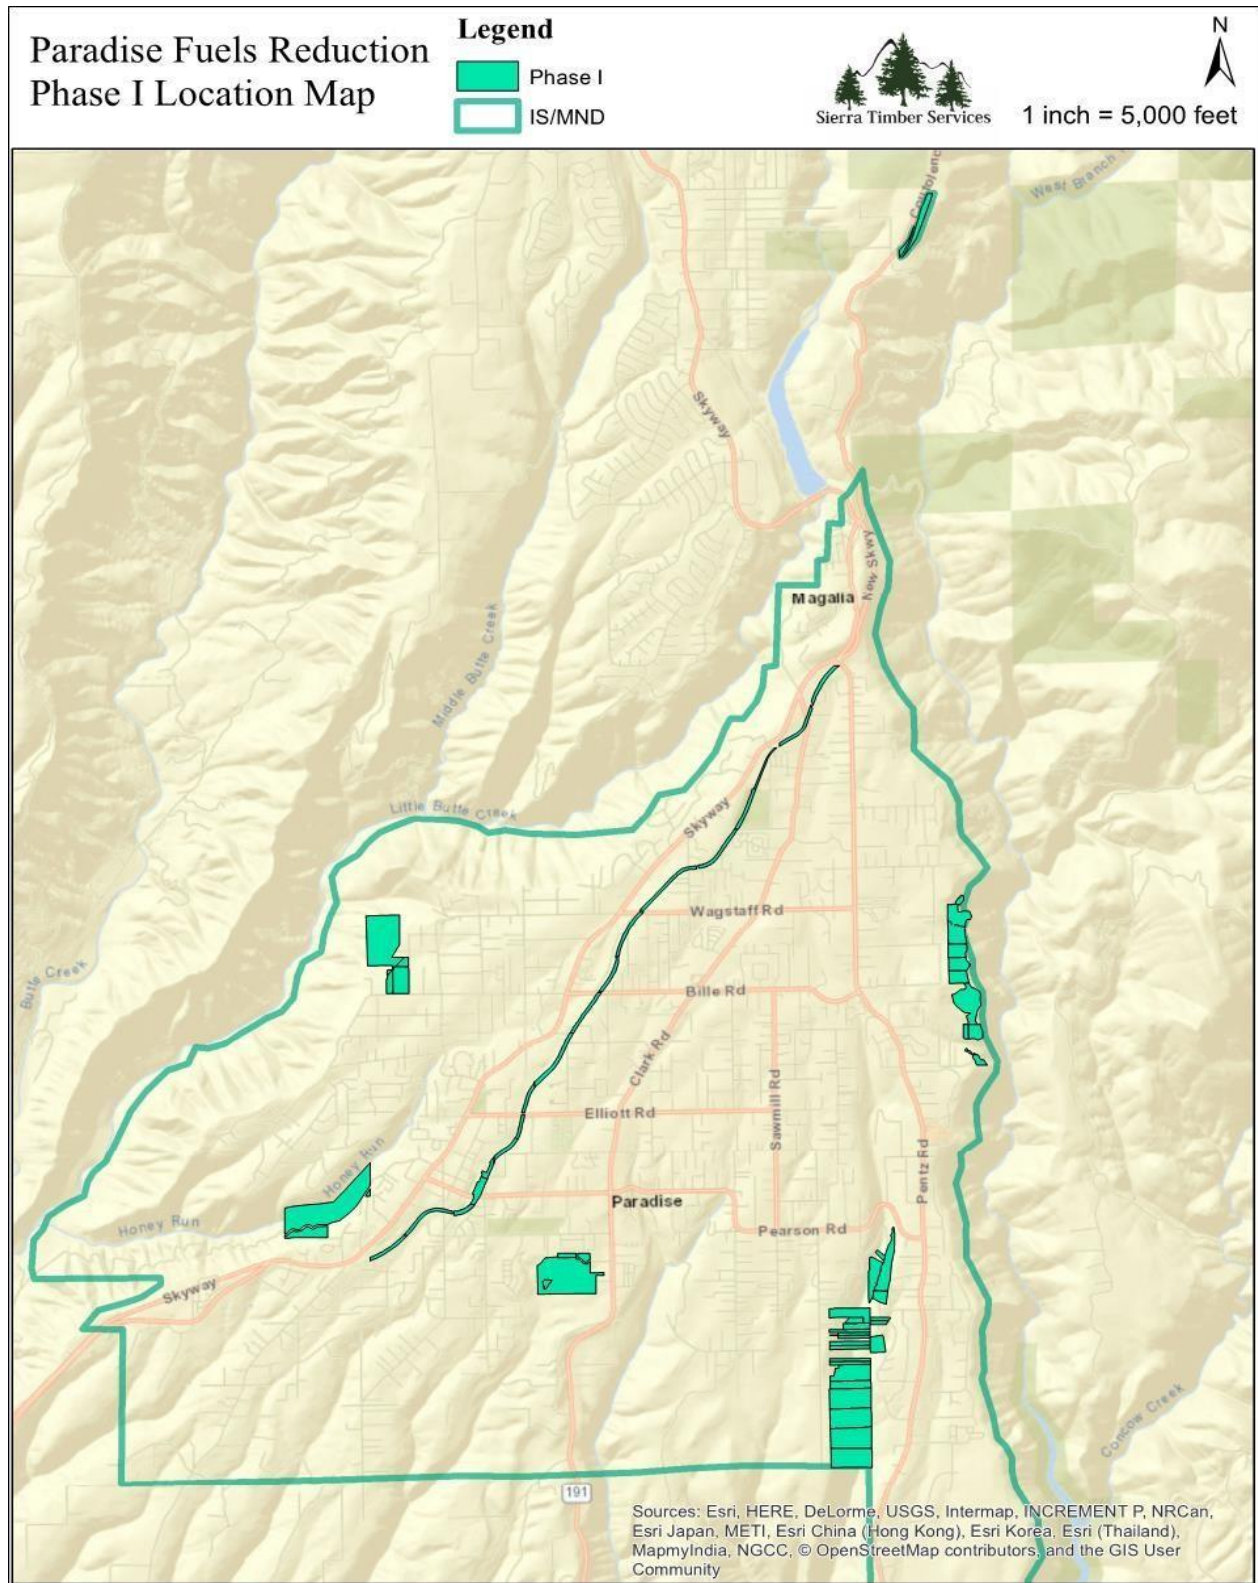 Paradise Fuels Reduction
Phase I Location Map
Legend
Phase I
IS/MND
Sierra Timber Services
N
1 inch = 5,000 feet
West Branch
Skyway
New Skwy
Magalia
Middle Butte Creek
Little Butte Creek
Skyway
Wagstaff Rd
Butte Creek
Bille Rd
Clark Rd
Elliott Rd
Sawmill Rd
Pentz Rd
Honey Run
Honey Run
Paradise
Pearson Rd
Skyway
Concow Creek
191
Sources: Esri, HERE, DeLorme, USGS, Intermap, INCREMENT P, NRCan,
Esri Japan, METI, Esri China (Hong Kong), Esri Korea, Esri (Thailand),
MapmyIndia, NGCC, © OpenStreetMap contributors, and the GIS User
Community